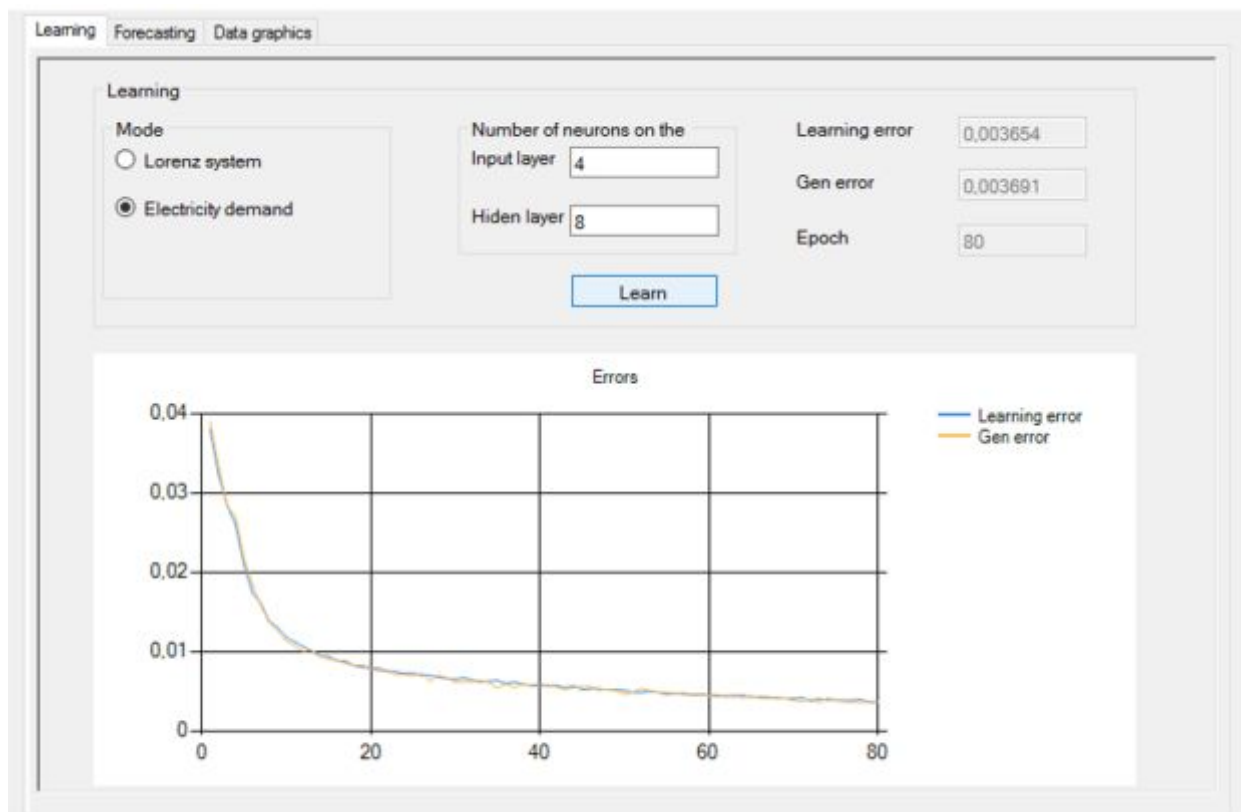 Learning Forecasting Data graphics
Learning
Mode
Lorenz system
Electricity demand
Number of neurons on the
Input layer 4
Hiden layer 8
Learn
Learning error 0,003654
Gen error 0,003691
Epoch 80
Errors
0,04
0,03
0,02
0,01
0
0 20 40 60 80
Learning error
Gen error